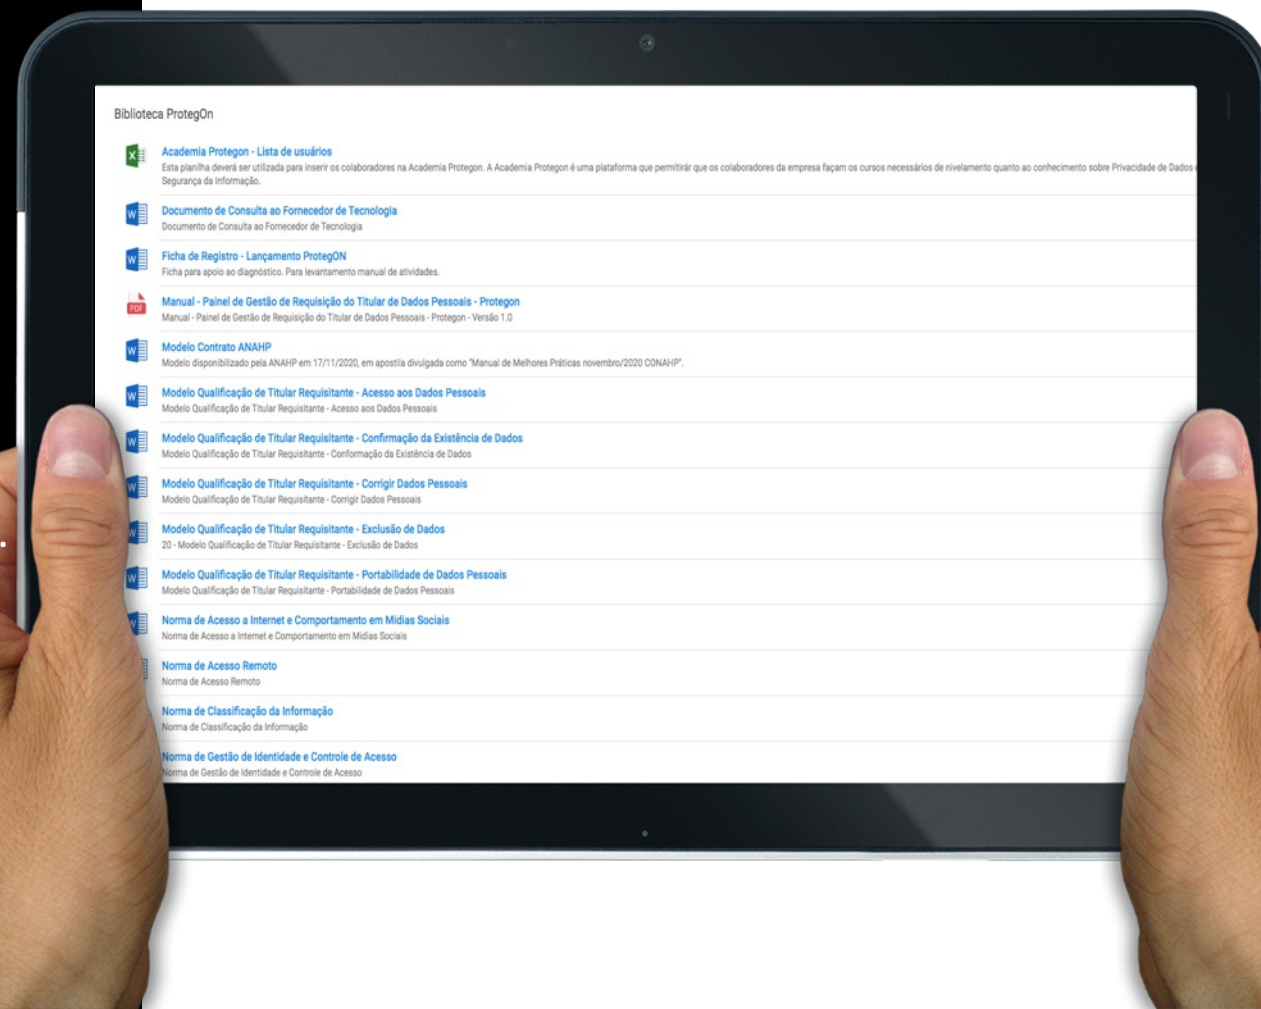 Biblioteca ProtegOn
Academia Protegon - Lista de usuários
Esta planilha deverá ser utilizada para inserir os colaboradores na Academia Protegon. A Academia Protegon é uma plataforma que permitirár que os colaboradores da empresa façam os cursos necessários de nivelamento quanto ao conhecimento sobre Privacidade de Dados
Segurança da Informação.
Documento de Consulta ao Fornecedor de Tecnologia
Documento de Consulta ao Fornecedor de Tecnologia
Ficha de Registro - Lançamento ProtegON
Ficha para apoio ao diagnóstico. Para levantamento manual de atividades.
PDF
Manual - Painel de Gestão de Requisição do Titular de Dados Pessoais - Protegon
Manual - Painel de Gestão de Requisição do Titular de Dados Pessoais - Protegon - Versão 1.0
Modelo Contrato ANAHP
Modelo disponibilizado pela ANAHP em 17/11/2020, em apostila divulgada como "Manual de Melhores Práticas novembro/2020 CONAHP".
Modelo Qualificação de Titular Requisitante - Acesso aos Dados Pessoais
Modelo Qualificação de Titular Requisitante - Acesso aos Dados Pessoais
Modelo Qualificação de Titular Requisitante - Confirmação da Existência de Dados
Modelo Qualificação de Titular Requisitante - Conformação da Existência de Dados
Modelo Qualificação de Titular Requisitante - Corrigir Dados Pessoais
Modelo Qualificação de Titular Requisitante - Corrigir Dados Pessoais
Modelo Qualificação de Titular Requisitante - Exclusão de Dados
20 - Modelo Qualificação de Titular Requisitante - Exclusão de Dados
Modelo Qualificação de Titular Requisitante - Portabilidade de Dados Pessoais
Modelo Qualificação de Titular Requisitante - Portabilidade de Dados Pessoais
Norma de Acesso a Internet e Comportamento em Midias Sociais
Norma de Acesso a Internet e Comportamento em Midias Sociais
Norma de Acesso Remoto
Norma de Acesso Remoto
Norma de Classificação da Informação
Norma de Classificação da Informação
Norma de Gestão de Identidade e Controle de Acesso
Norma de Gestão de Identidade e Controle de Acesso